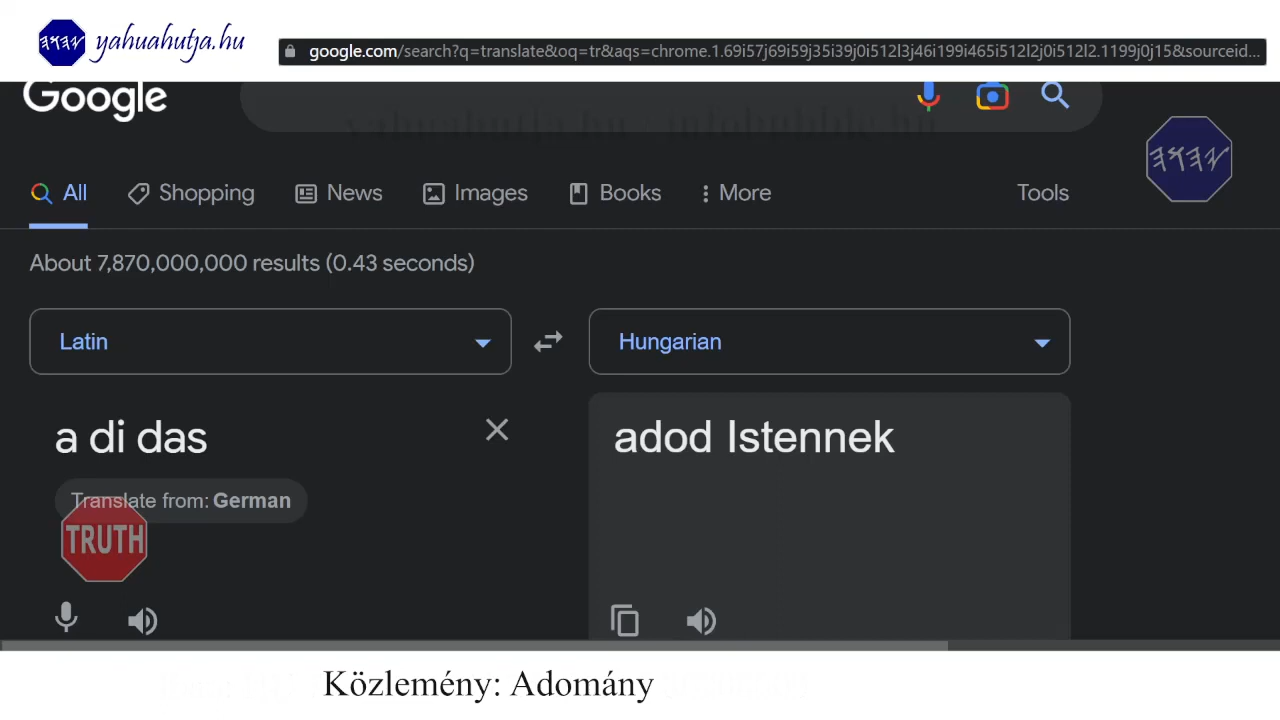 yahuahutja.hu
google.com/search?q=translate&oq=tr&aqs=chrome.1.69i57j69i59j35i39j0i512l3j46i199i465i512l2j0i512l2.1199j0j15&sourceid...
Google
All Shopping News Images Books More Tools
About 7,870,000,000 results (0.43 seconds)
Latin Hungarian
a di das adod Istennek
Translate from: German
TRUTH
Közlemény: Adomány